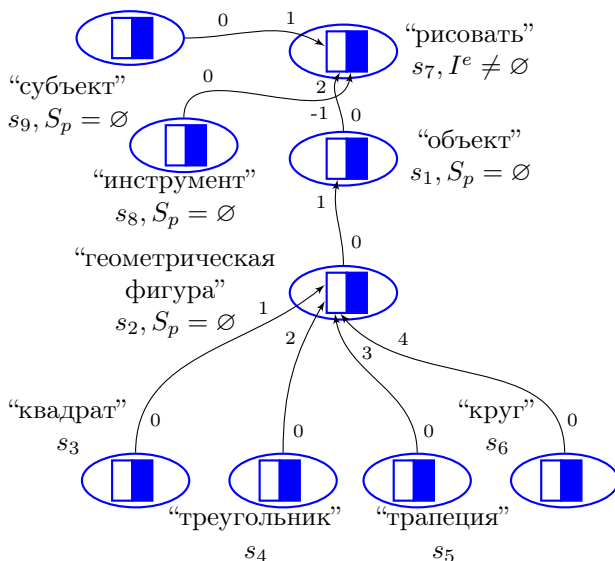 0
1
“рисовать”
s₇, Iᵉ ≠ ∅
“субъект”
s₉, Sₚ = ∅
0
2
-1
0
“объект”
s₁, Sₚ = ∅
“инструмент”
s₈, Sₚ = ∅
1
0
“геометрическая
фигура”
s₂, Sₚ = ∅
1
2
3
4
“квадрат”
s₃
0
0
0
0
“круг”
s₆
“треугольник”
s₄
“трапеция”
s₅